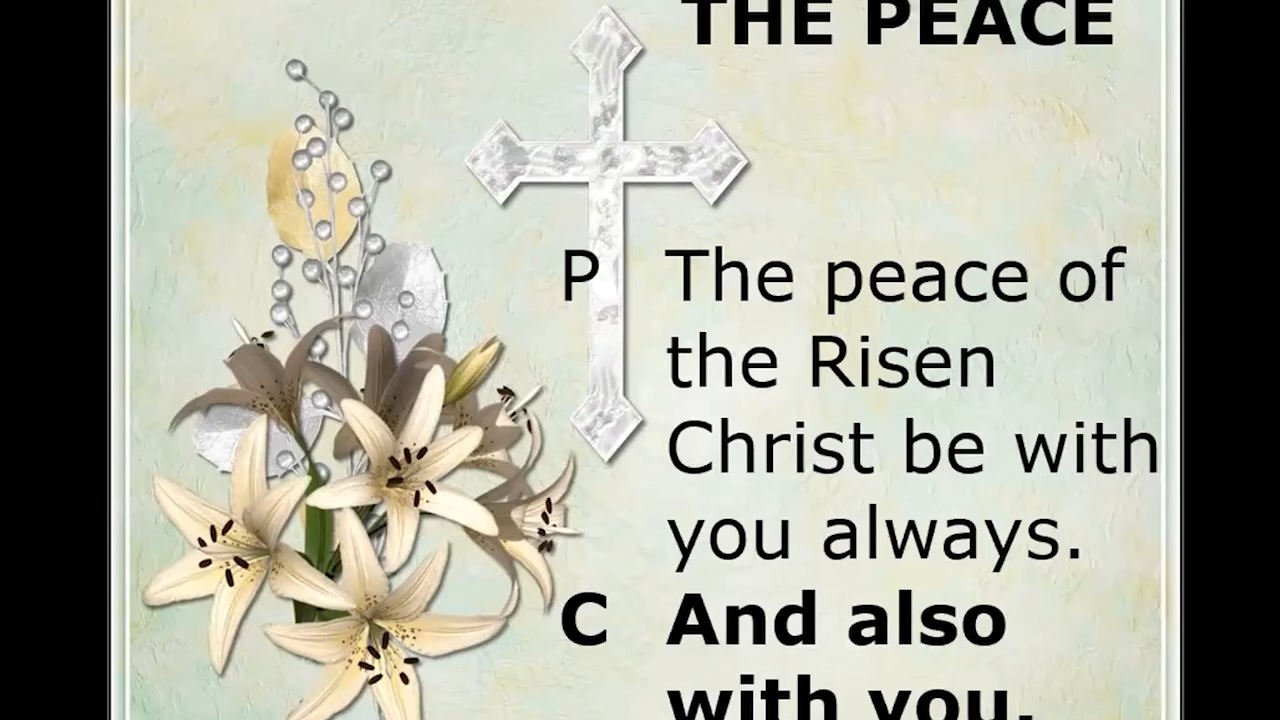 THE PEACE
P The peace of
the Risen
Christ be with
you always.
C And also
with you.